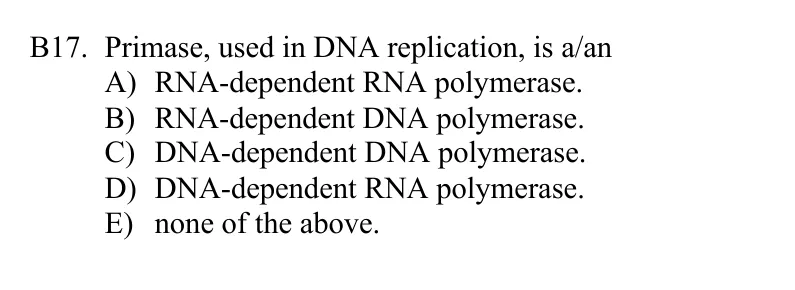 B17. Primase, used in DNA replication, is a/an
A) RNA-dependent RNA polymerase.
B) RNA-dependent DNA polymerase.
C) DNA-dependent DNA polymerase.
D) DNA-dependent RNA polymerase.
E) none of the above.